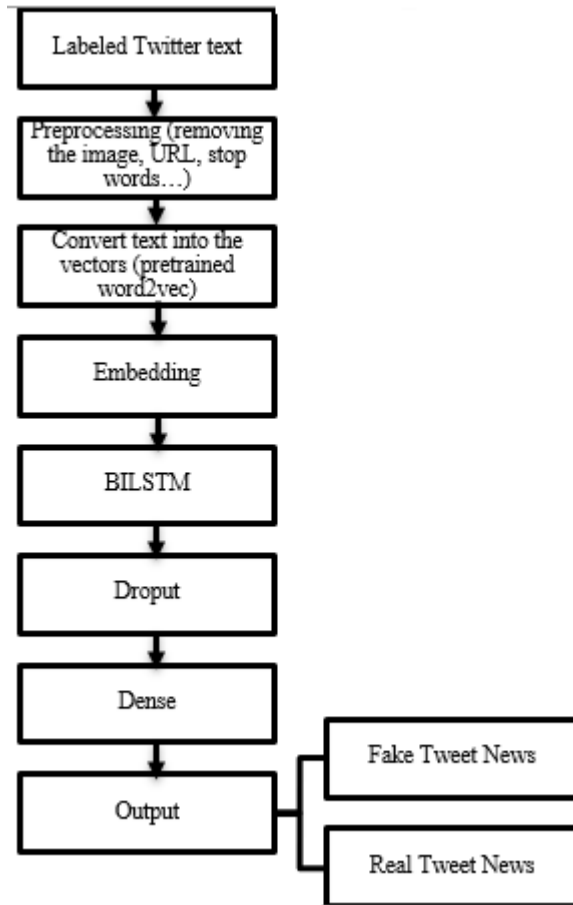 Labeled Twitter text
Preprocessing (removing
the image, URL, stop
words…)
Convert text into the
vectors (pretrained
word2vec)
Embedding
BILSTM
Droput
Dense
Output
Fake Tweet News
Real Tweet News